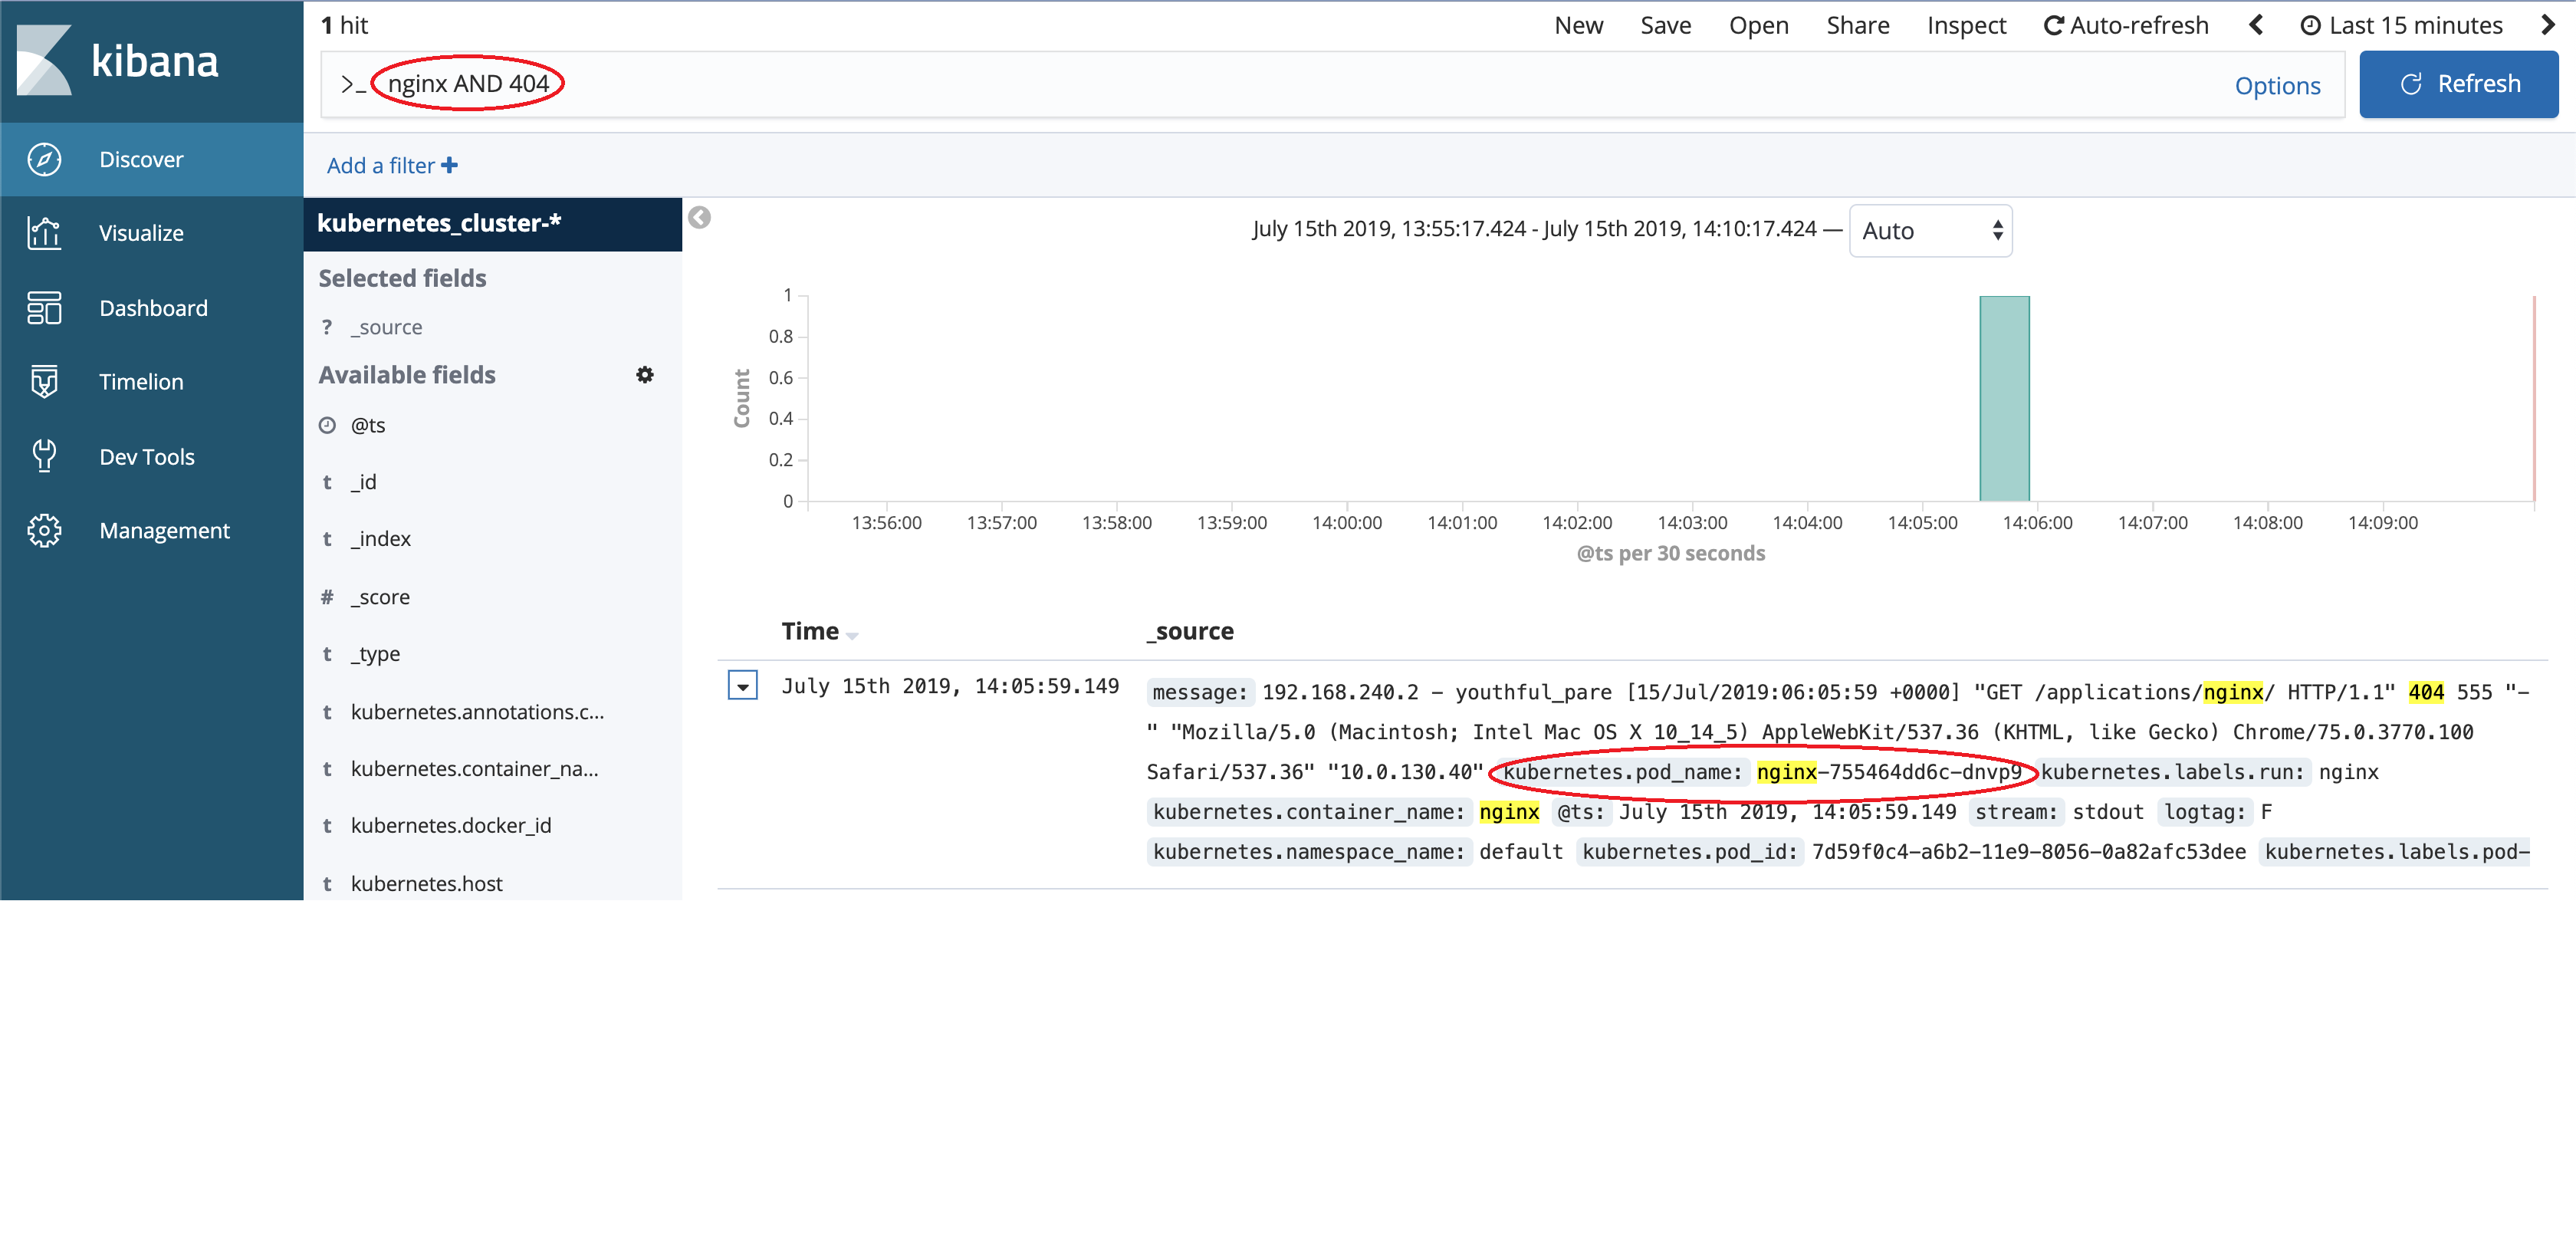 kibana
Discover
Visualize
Dashboard
Timelion
Dev Tools
Management
1 hit
New Save Open Share Inspect Auto-refresh Last 15 minutes
>_ nginx AND 404 Options Refresh
Add a filter +
kubernetes_cluster-*
Selected fields
? _source
Available fields
@ts
t _id
t _index
# _score
t _type
t kubernetes.annotations.c...
t kubernetes.container_na...
t kubernetes.docker_id
t kubernetes.host
July 15th 2019, 13:55:17.424 - July 15th 2019, 14:10:17.424 — Auto
Count
1
0.8
0.6
0.4
0.2
0
13:56:00 13:57:00 13:58:00 13:59:00 14:00:00 14:01:00 14:02:00 14:03:00 14:04:00 14:05:00 14:06:00 14:07:00 14:08:00 14:09:00
@ts per 30 seconds
Time _source
July 15th 2019, 14:05:59.149 message: 192.168.240.2 – youthful_pare [15/Jul/2019:06:05:59 +0000] "GET /applications/nginx/ HTTP/1.1" 404 555 "–
" "Mozilla/5.0 (Macintosh; Intel Mac OS X 10_14_5) AppleWebKit/537.36 (KHTML, like Gecko) Chrome/75.0.3770.100
Safari/537.36" "10.0.130.40" kubernetes.pod_name: nginx-755464dd6c-dnvp9 kubernetes.labels.run: nginx
kubernetes.container_name: nginx @ts: July 15th 2019, 14:05:59.149 stream: stdout logtag: F
kubernetes.namespace_name: default kubernetes.pod_id: 7d59f0c4-a6b2-11e9-8056-0a82afc53dee kubernetes.labels.pod-